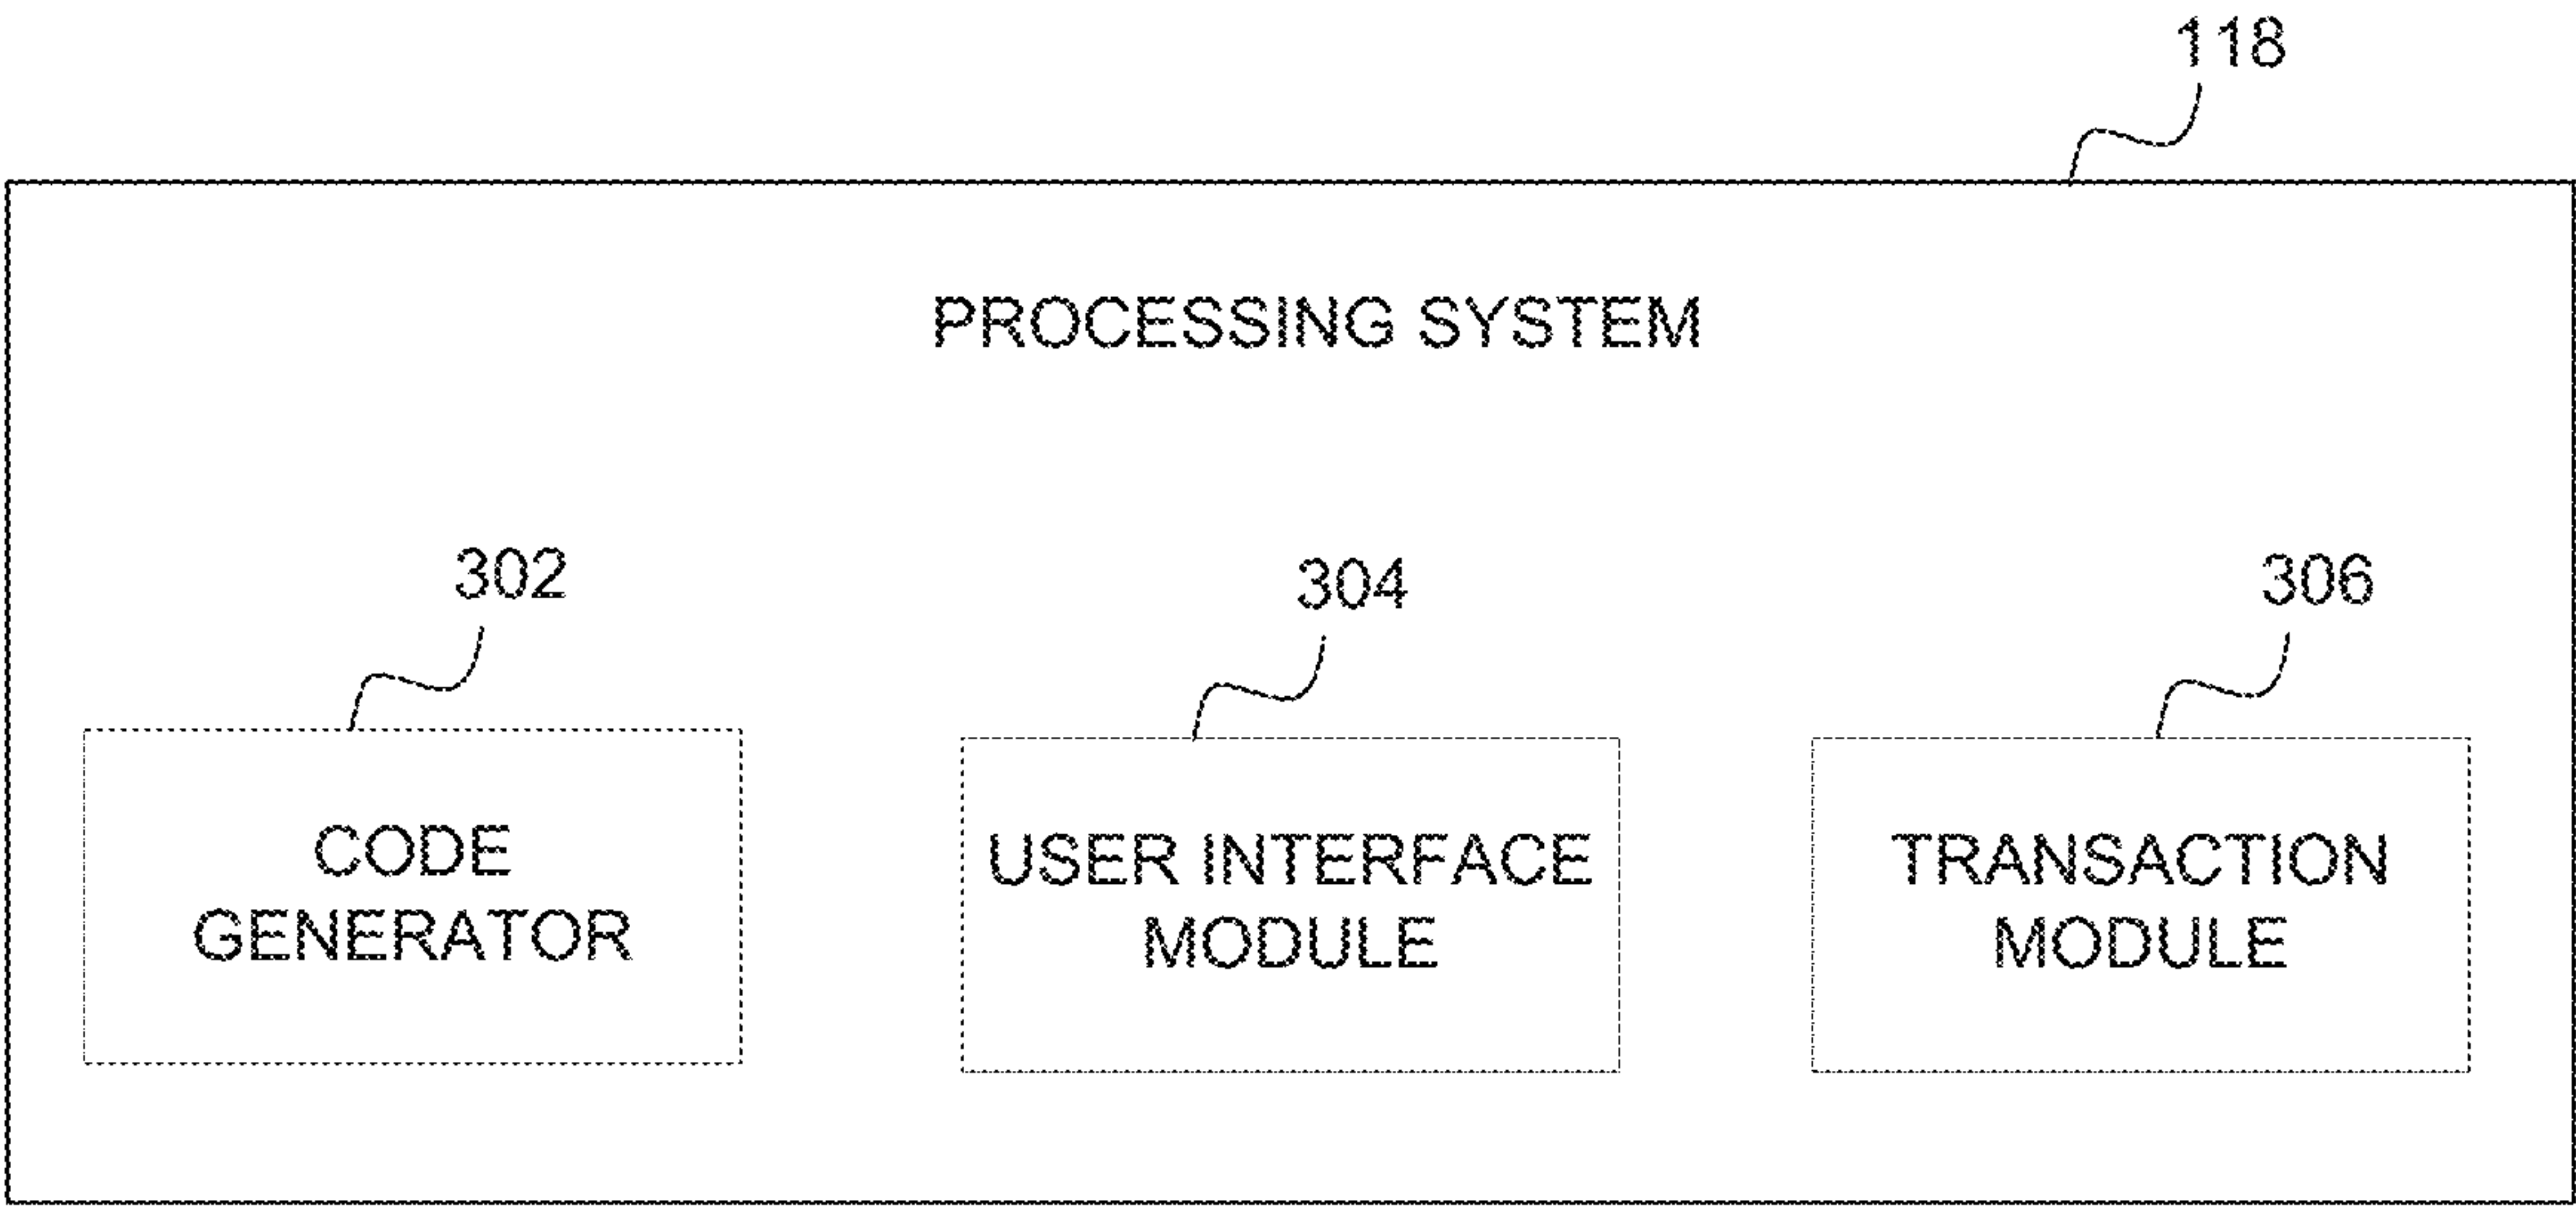 118
PROCESSING SYSTEM
302
304
306
CODE
GENERATOR
USER INTERFACE
MODULE
TRANSACTION
MODULE